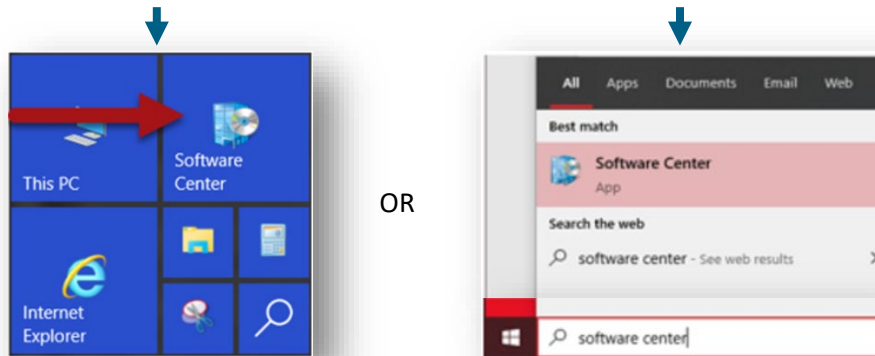 This PC
Software
Center
Internet
Explorer
OR
All Apps Documents Email Web
Best match
Software Center
App
Search the web
software center - See web results
software center